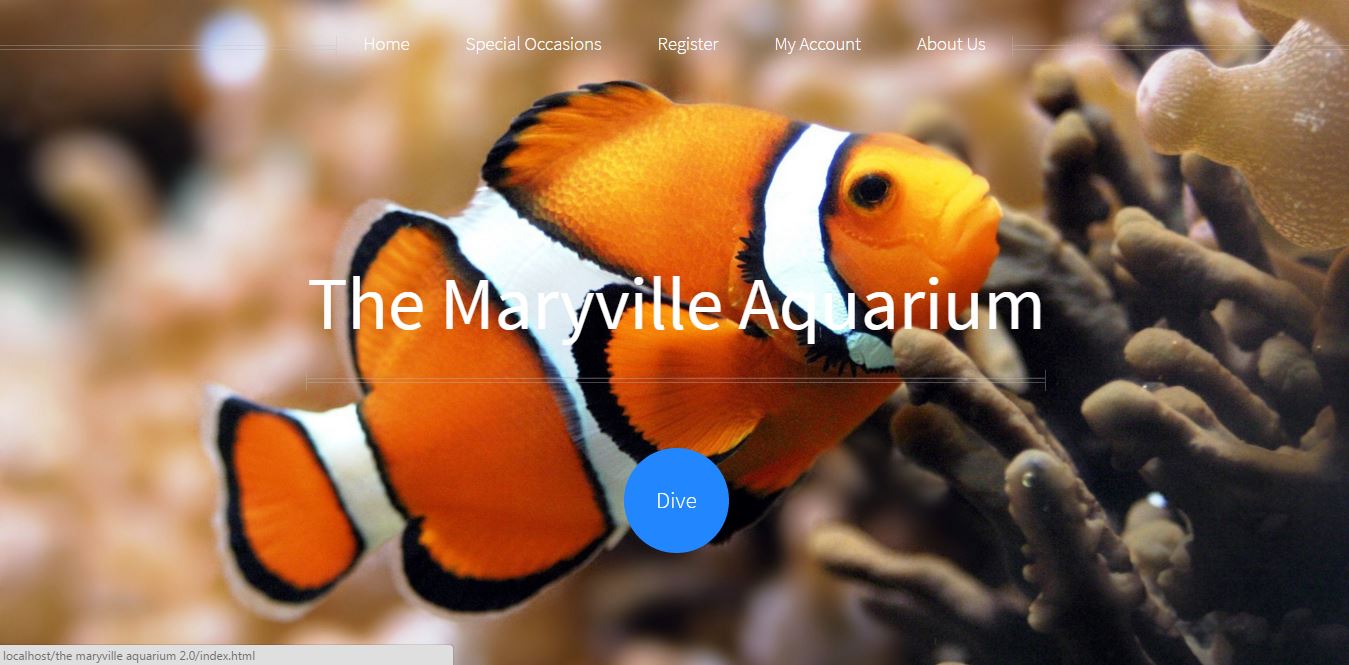 Home Special Occasions Register My Account About Us
The Maryville Aquarium
Dive
localhost/the maryville aquarium 2.0/index.html